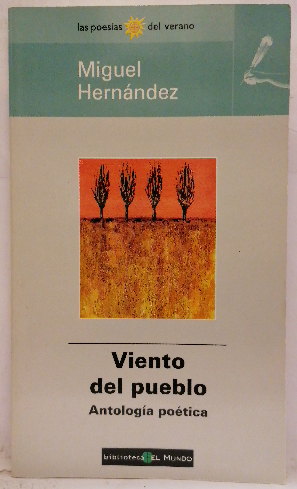 las poesías del verano
Miguel
Hernández
Viento
del pueblo
Antología poética
biblioteca EL MUNDO